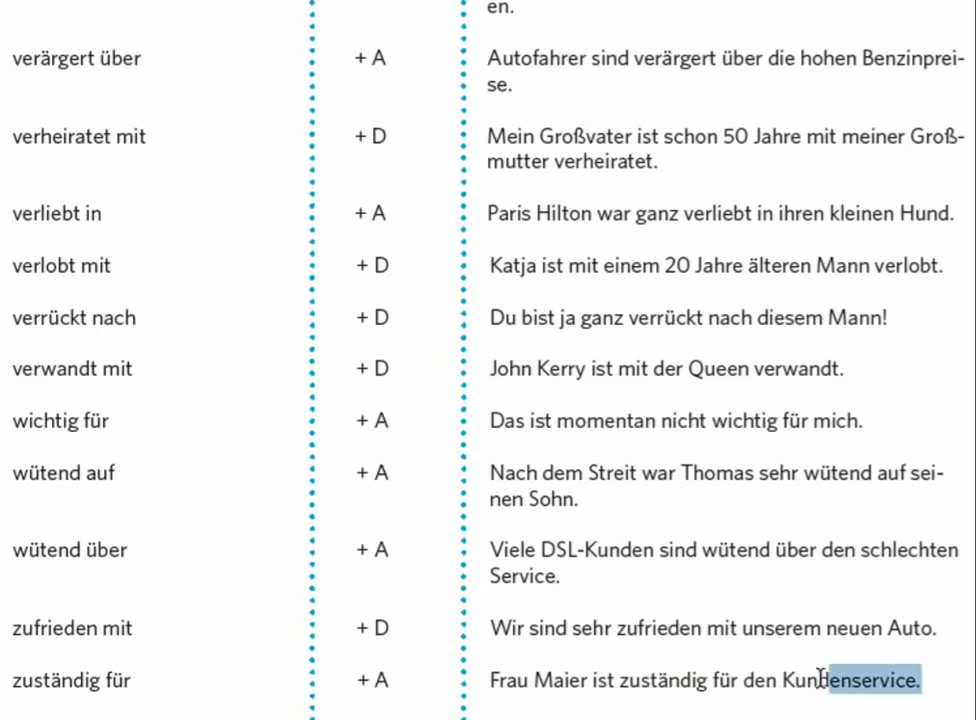 en.
verärgert über + A Autofahrer sind verärgert über die hohen Benzinprei-
se.
verheiratet mit + D Mein Großvater ist schon 50 Jahre mit meiner Groß-
mutter verheiratet.
verliebt in + A Paris Hilton war ganz verliebt in ihren kleinen Hund.
verlobt mit + D Katja ist mit einem 20 Jahre älteren Mann verlobt.
verrückt nach + D Du bist ja ganz verrückt nach diesem Mann!
verwandt mit + D John Kerry ist mit der Queen verwandt.
wichtig für + A Das ist momentan nicht wichtig für mich.
wütend auf + A Nach dem Streit war Thomas sehr wütend auf sei-
nen Sohn.
wütend über + A Viele DSL-Kunden sind wütend über den schlechten
Service.
zufrieden mit + D Wir sind sehr zufrieden mit unserem neuen Auto.
zuständig für + A Frau Maier ist zuständig für den Kundenservice.